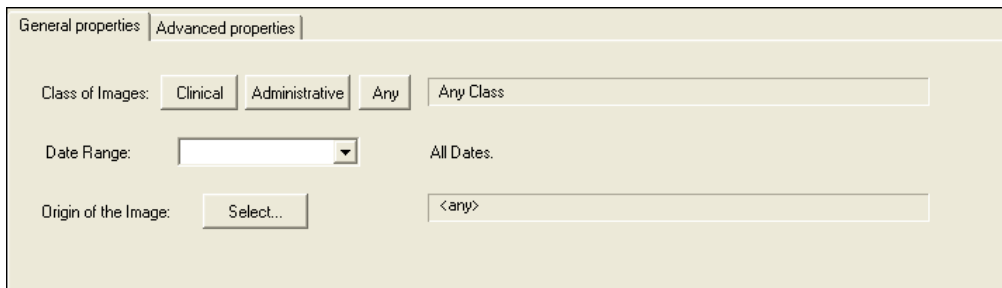 General properties Advanced properties
Class of Images: Clinical Administrative Any Any Class
Date Range: All Dates.
Origin of the Image: Select... <any>